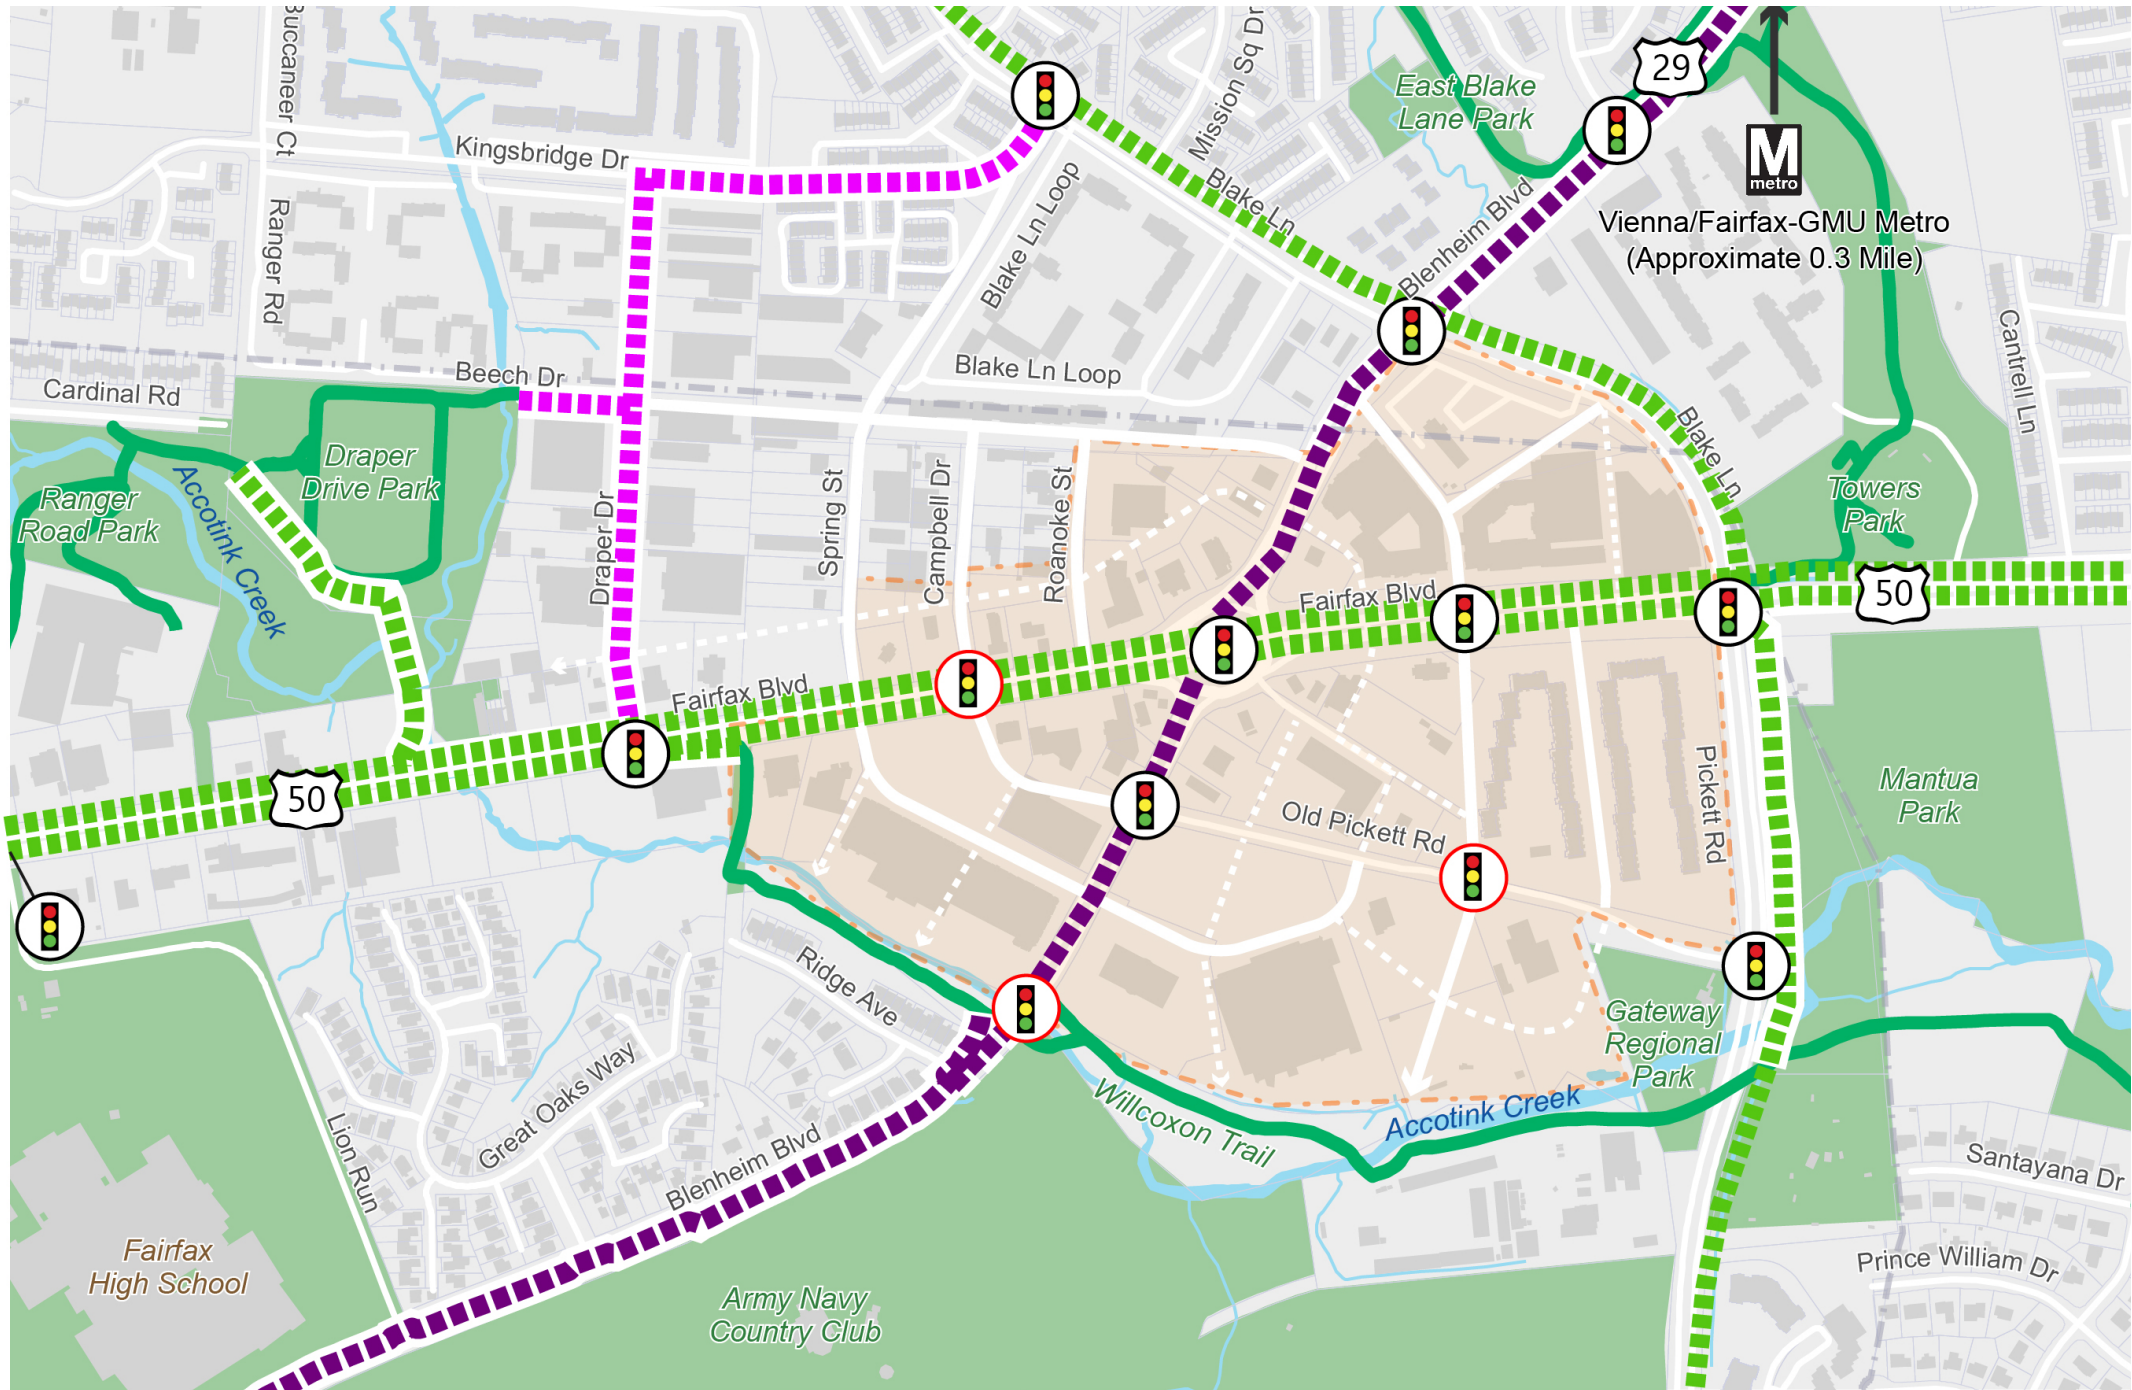 Buccaneer Ct
Mission Sq Dr
29
East Blake
Lane Park
Kingsbridge Dr
M
metro
Blake Ln
Blenheim Blvd
Vienna/Fairfax-GMU Metro
(Approximate 0.3 Mile)
Ranger Rd
Blake Ln Loop
Cantrell Ln
Cardinal Rd
Beech Dr
Blake Ln Loop
Draper
Drive Park
Blake Ln
Ranger
Road Park
Accotink Creek
Draper Dr
Spring St
Campbell Dr
Roanoke St
Towers
Park
Fairfax Blvd
50
Fairfax Blvd
50
Pickett Rd
Mantua
Park
Old Pickett Rd
Ridge Ave
Gateway
Regional
Park
Great Oaks Way
Willcoxon Trail
Accotink Creek
Lion Run
Blenheim Blvd
Santayana Dr
Fairfax
High School
Prince William Dr
Army Navy
Country Club